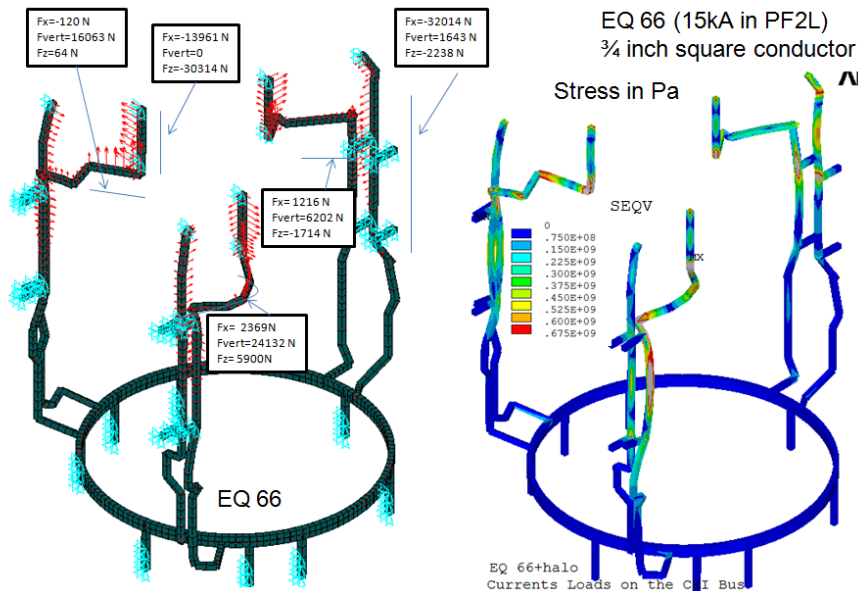 Fx=-120 N
Fvert=16063 N
Fz=64 N
Fx=-13961 N
Fvert=0
Fz=-30314 N
Fx=-32014 N
Fvert=1643 N
Fz=-2238 N
EQ 66 (15kA in PF2L)
¾ inch square conductor
Stress in Pa
Fx= 1216 N
Fvert=6202 N
Fz=-1714 N
SEQV
0
.750E+08
.150E+09
.225E+09
.300E+09
.375E+09
.450E+09
.525E+09
.600E+09
.675E+09
MX
Fx= 2369N
Fvert=24132 N
Fz= 5900N
EQ 66
EQ 66+halo
Currents Loads on the CHI Bus